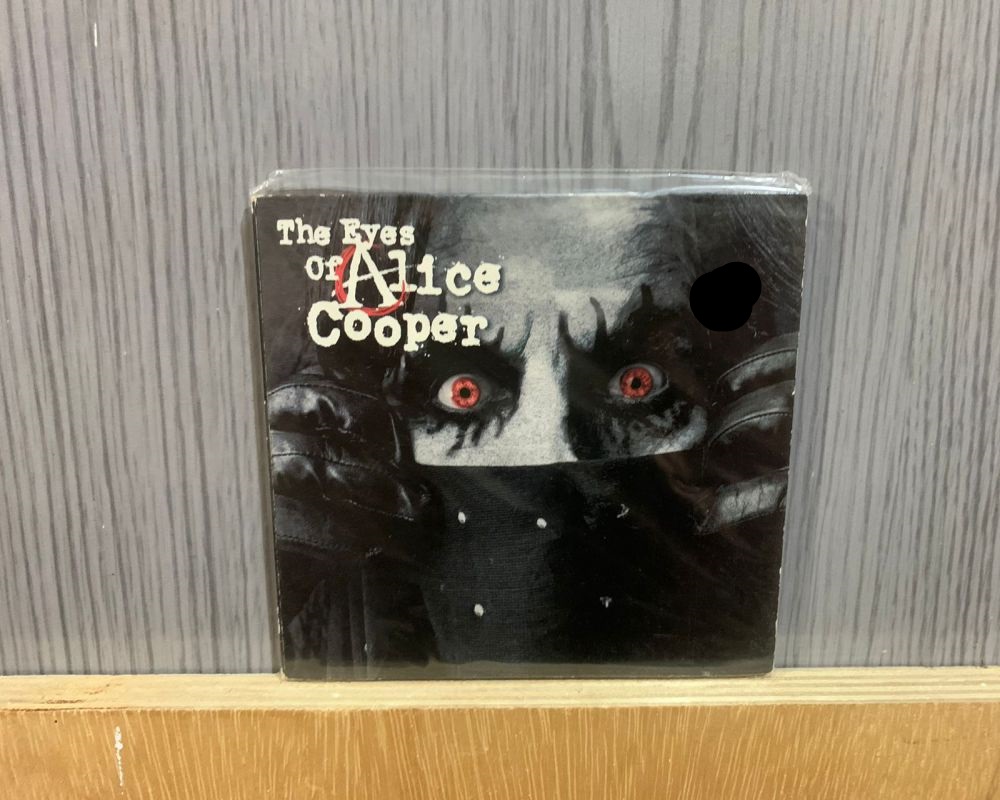 The Eyes
Of Alice
Cooper